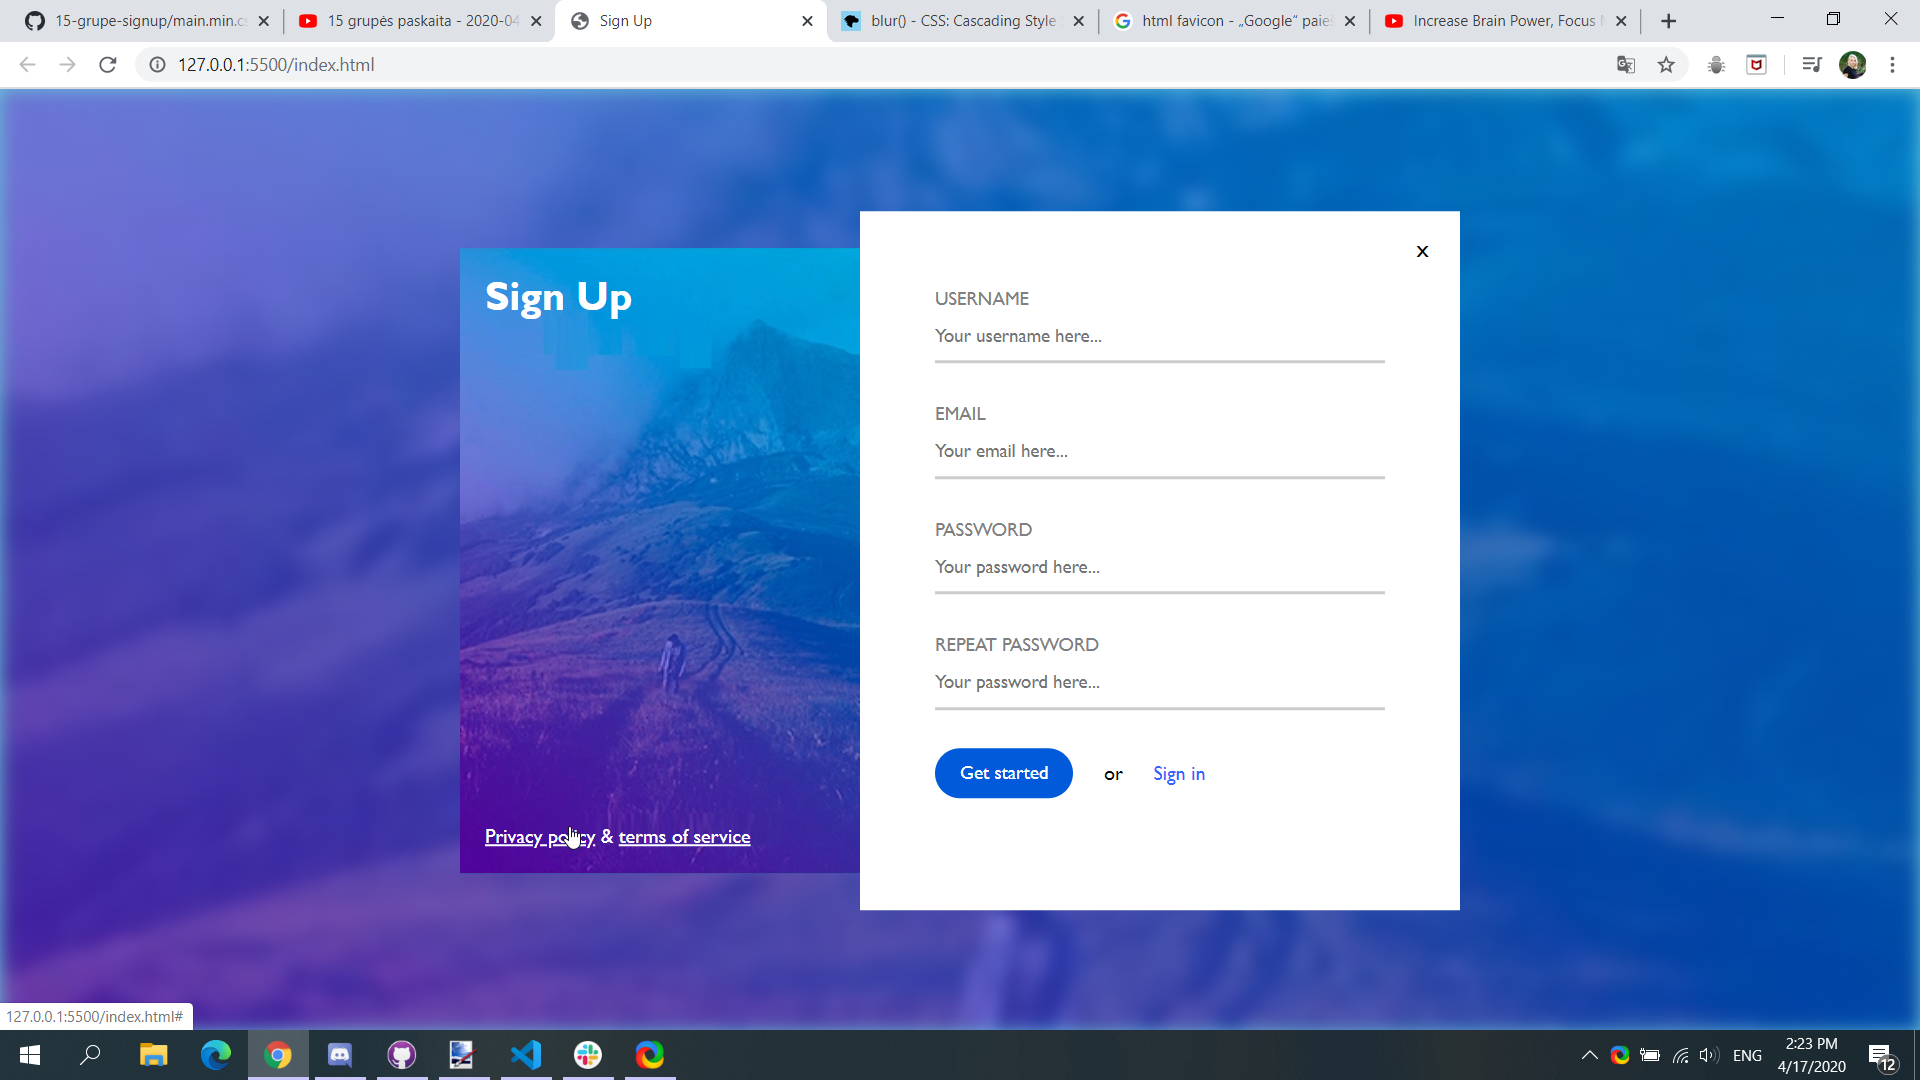 15-grupe-signup/main.min.cs
15 grupės paskaita - 2020-04
Sign Up
blur() - CSS: Cascading Style
html favicon - „Google“ paieš
Increase Brain Power, Focus
127.0.0.1:5500/index.html
x
Sign Up
USERNAME
Your username here...
EMAIL
Your email here...
PASSWORD
Your password here...
REPEAT PASSWORD
Your password here...
Get started
or
Sign in
Privacy policy & terms of service
127.0.0.1:5500/index.html#
ENG
2:23 PM
4/17/2020
12